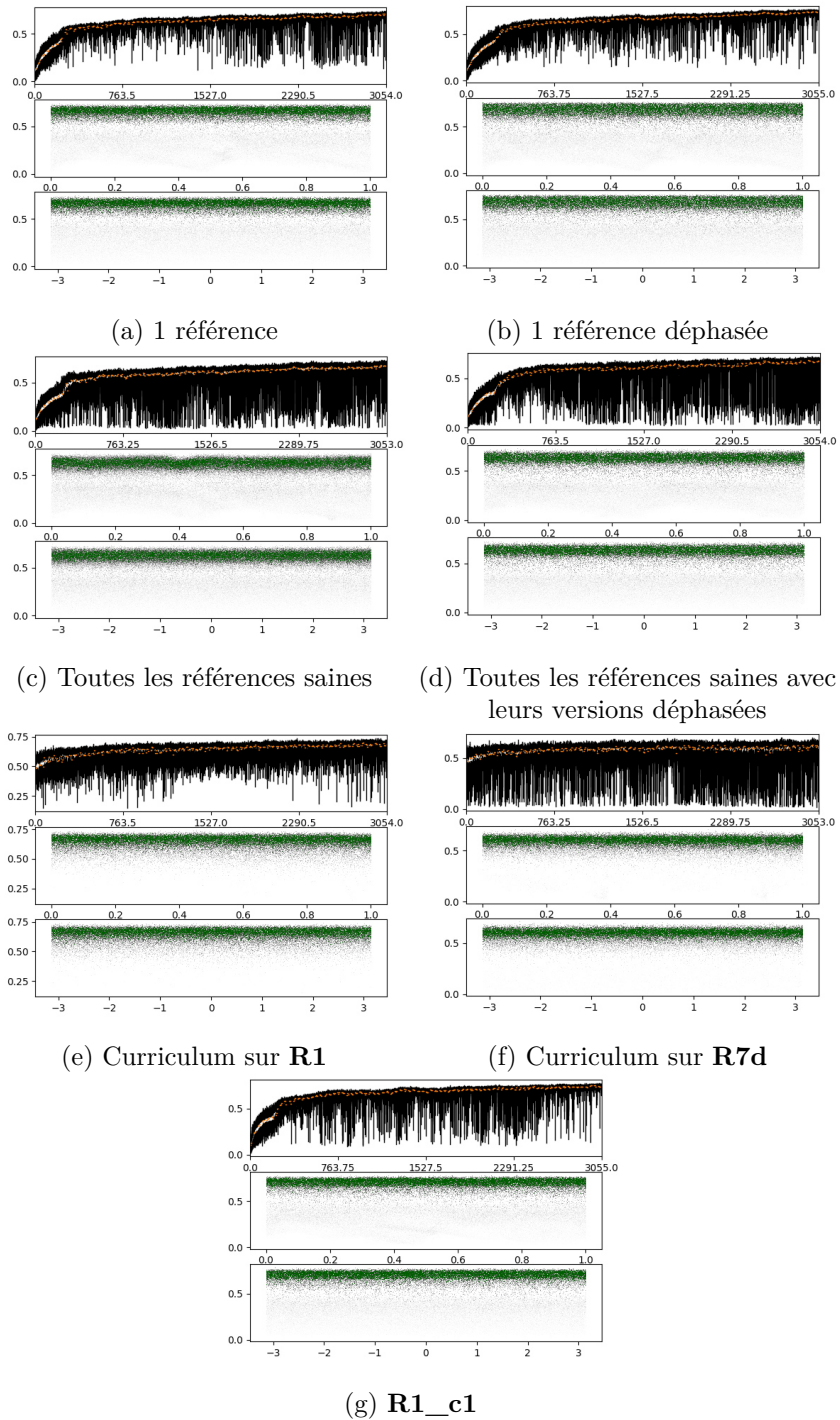 0.5
0.0
0.0 763.5 1527.0 2290.5 3054.0
0.5
0.0
0.0 0.2 0.4 0.6 0.8 1.0
0.5
0.0
−3 −2 −1 0 1 2 3
(a) 1 référence
0.5
0.0
0.0 763.75 1527.5 2291.25 3055.0
0.5
0.0
0.0 0.2 0.4 0.6 0.8 1.0
0.5
0.0
−3 −2 −1 0 1 2 3
(b) 1 référence déphasée
0.5
0.0
0.0 763.25 1526.5 2289.75 3053.0
0.5
0.0
0.0 0.2 0.4 0.6 0.8 1.0
0.5
0.0
−3 −2 −1 0 1 2 3
(c) Toutes les références saines
0.5
0.0
0.0 763.5 1527.0 2290.5 3054.0
0.5
0.0
0.0 0.2 0.4 0.6 0.8 1.0
0.5
0.0
−3 −2 −1 0 1 2 3
(d) Toutes les références saines avec
leurs versions déphasées
0.75
0.50
0.25
0.0 763.5 1527.0 2290.5 3054.0
0.75
0.50
0.25
0.0 0.2 0.4 0.6 0.8 1.0
0.75
0.50
0.25
−3 −2 −1 0 1 2 3
(e) Curriculum sur R1
0.5
0.0
0.0 763.25 1526.5 2289.75 3053.0
0.5
0.0
0.0 0.2 0.4 0.6 0.8 1.0
0.5
0.0
−3 −2 −1 0 1 2 3
(f) Curriculum sur R7d
0.5
0.0
0.0 763.75 1527.5 2291.25 3055.0
0.5
0.0
0.0 0.2 0.4 0.6 0.8 1.0
0.5
0.0
−3 −2 −1 0 1 2 3
(g) R1_c1